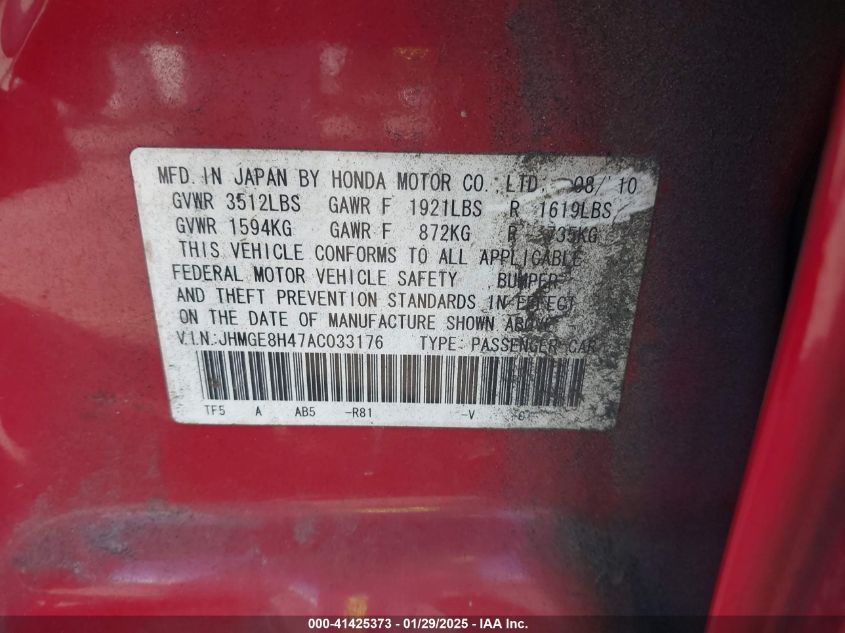 MFD. IN JAPAN BY HONDA MOTOR CO., LTD. 08/'10
GVWR 3512LBS GAWR F 1921LBS R 1619LBS
GVWR 1594KG GAWR F 872KG R 735KG
THIS VEHICLE CONFORMS TO ALL APPLICABLE
FEDERAL MOTOR VEHICLE SAFETY, BUMPER
AND THEFT PREVENTION STANDARDS IN EFFECT
ON THE DATE OF MANUFACTURE SHOWN ABOVE.
V.I.N.:JHMGE8H47AC033176 TYPE: PASSENGER CAR
TF5 A AB5 -R81 -V
000-41425373 - 01/29/2025 - IAA Inc.